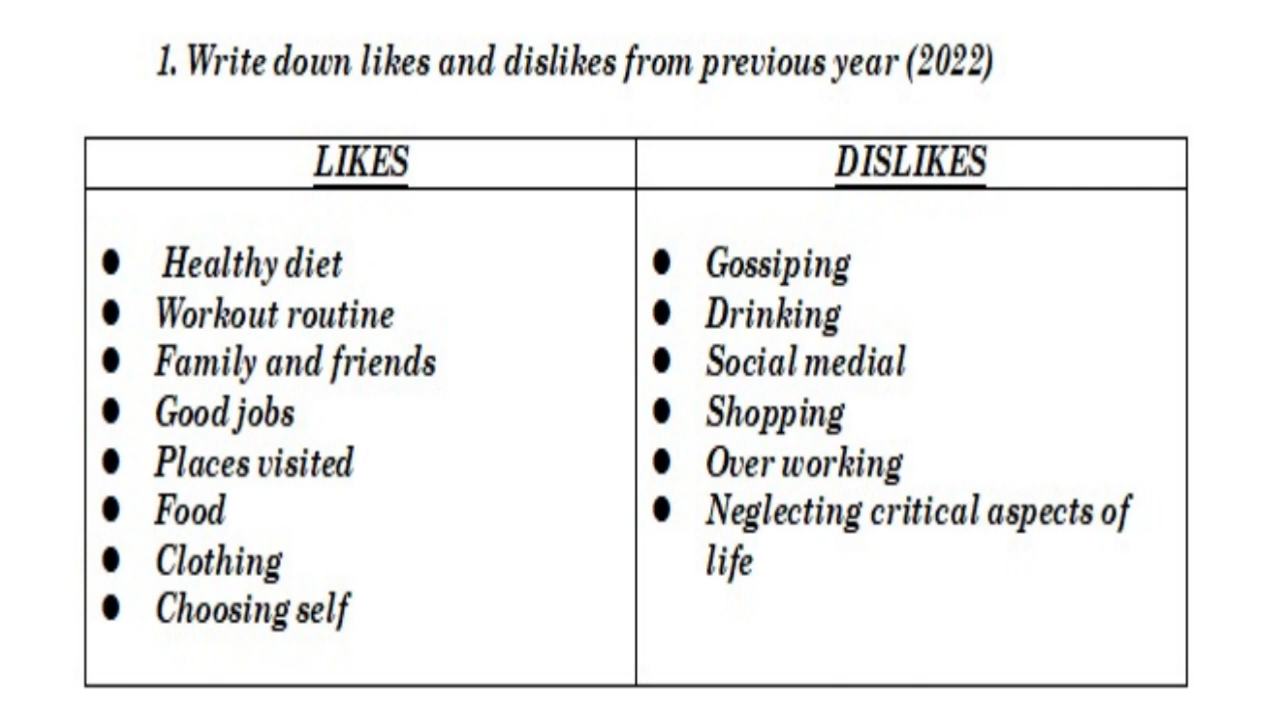 1. Write down likes and dislikes from previous year (2022)
LIKES
Healthy diet
Workout routine
Family and friends
Good jobs
Places visited
Food
Clothing
Choosing self
DISLIKES
Gossiping
Drinking
Social medial
Shopping
Over working
Neglecting critical aspects of
life